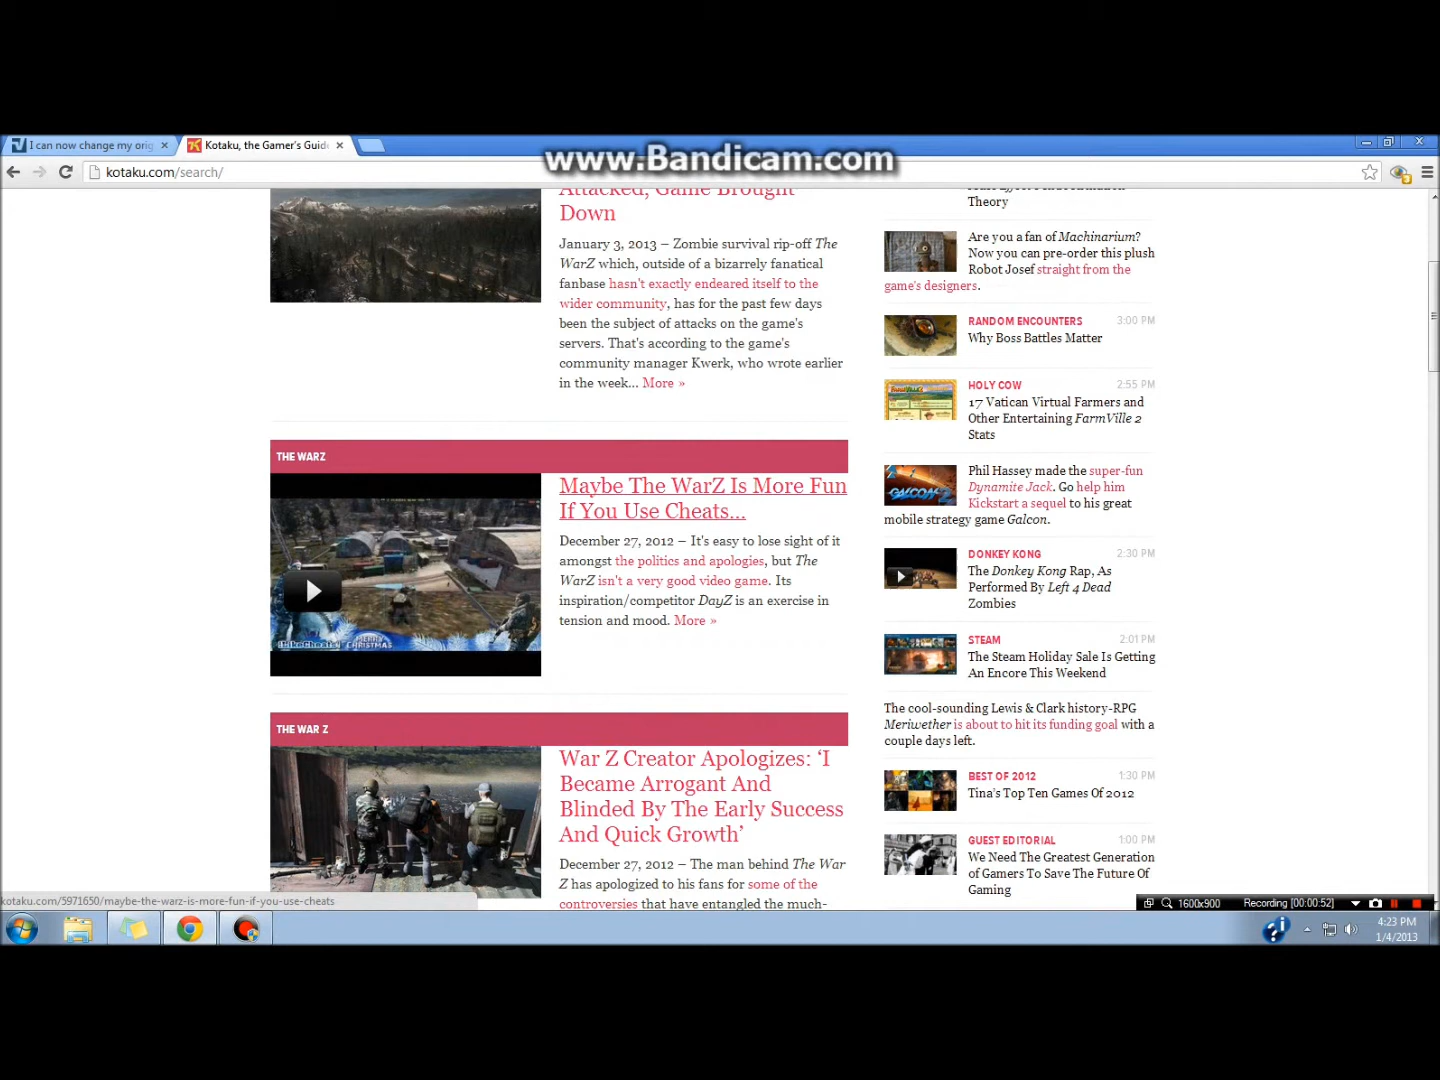 www.Bandicam.com
I can now change my orig
Kotaku, the Gamer's Guide
kotaku.com/search/
Attacked, Game Brought
Down
January 3, 2013 – Zombie survival rip-off The
WarZ which, outside of a bizarrely fanatical
fanbase hasn't exactly endeared itself to the
wider community, has for the past few days
been the subject of attacks on the game's
servers. That's according to the game's
community manager Kwerk, who wrote earlier
in the week... More »
THE WARZ
Maybe The WarZ Is More Fun
If You Use Cheats...
December 27, 2012 – It's easy to lose sight of it
amongst the politics and apologies, but The
WarZ isn't a very good video game. Its
inspiration/competitor DayZ is an exercise in
tension and mood. More »
MERRY
CHRISTMAS
THE WAR Z
War Z Creator Apologizes: ‘I
Became Arrogant And
Blinded By The Early Success
And Quick Growth’
December 27, 2012 – The man behind The War
Z has apologized to his fans for some of the
controversies that have entangled the much-
Theory
Are you a fan of Machinarium?
Now you can pre-order this plush
Robot Josef straight from the
game's designers.
RANDOM ENCOUNTERS 3:00 PM
Why Boss Battles Matter
HOLY COW 2:55 PM
17 Vatican Virtual Farmers and
Other Entertaining FarmVille 2
Stats
GALCON 2
Phil Hassey made the super-fun
Dynamite Jack. Go help him
Kickstart a sequel to his great
mobile strategy game Galcon.
DONKEY KONG 2:30 PM
The Donkey Kong Rap, As
Performed By Left 4 Dead
Zombies
STEAM 2:01 PM
The Steam Holiday Sale Is Getting
An Encore This Weekend
The cool-sounding Lewis & Clark history-RPG
Meriwether is about to hit its funding goal with a
couple days left.
BEST OF 2012 1:30 PM
Tina's Top Ten Games Of 2012
GUEST EDITORIAL 1:00 PM
We Need The Greatest Generation
of Gamers To Save The Future Of
Gaming
kotaku.com/5971650/maybe-the-warz-is-more-fun-if-you-use-cheats
1600x900 Recording [00:00:52]
4:23 PM
1/4/2013